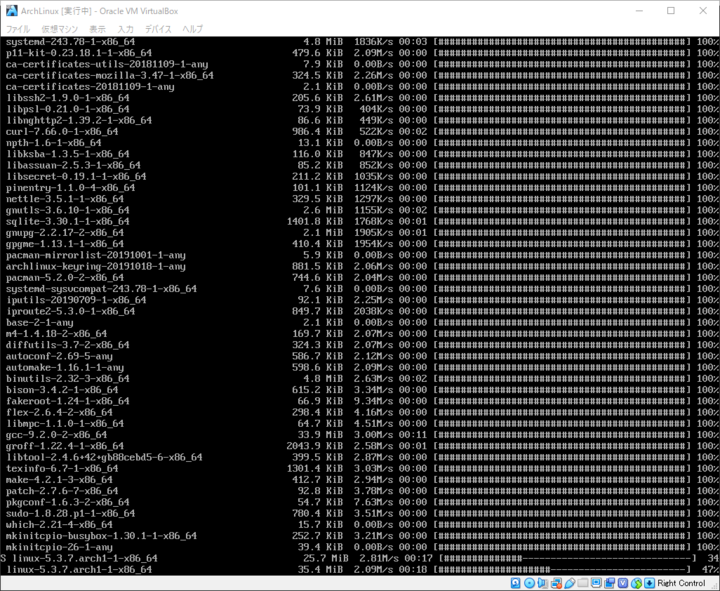 ArchLinux [実行中] - Oracle VM VirtualBox
ファイル 仮想マシン 表示 入力 デバイス ヘルプ
systemd-243.78-1-x86_64 4.8 MiB 1836K/s 00:03 [######################################] 100%
p11-kit-0.23.18.1-1-x86_64 479.6 KiB 2.09M/s 00:00 [######################################] 100%
ca-certificates-utils-20181109-1-any 7.9 KiB 0.00B/s 00:00 [######################################] 100%
ca-certificates-mozilla-3.47-1-x86_64 324.5 KiB 2.26M/s 00:00 [######################################] 100%
ca-certificates-20181109-1-any 2.1 KiB 0.00B/s 00:00 [######################################] 100%
libssh2-1.9.0-1-x86_64 205.6 KiB 2.61M/s 00:00 [######################################] 100%
libpsl-0.21.0-1-x86_64 73.9 KiB 404K/s 00:00 [######################################] 100%
libnghttp2-1.39.2-1-x86_64 86.6 KiB 449K/s 00:00 [######################################] 100%
curl-7.66.0-1-x86_64 986.4 KiB 522K/s 00:02 [######################################] 100%
npth-1.6-1-x86_64 13.1 KiB 0.00B/s 00:00 [######################################] 100%
libksba-1.3.5-1-x86_64 116.0 KiB 847K/s 00:00 [######################################] 100%
libassuan-2.5.3-1-x86_64 85.2 KiB 852K/s 00:00 [######################################] 100%
libsecret-0.19.1-1-x86_64 211.2 KiB 1035K/s 00:00 [######################################] 100%
pinentry-1.1.0-4-x86_64 101.1 KiB 1124K/s 00:00 [######################################] 100%
nettle-3.5.1-1-x86_64 329.5 KiB 1297K/s 00:00 [######################################] 100%
gnutls-3.6.10-1-x86_64 2.6 MiB 1155K/s 00:02 [######################################] 100%
sqlite-3.30.1-1-x86_64 1401.8 KiB 1768K/s 00:01 [######################################] 100%
gnupg-2.2.17-2-x86_64 2.1 MiB 1905K/s 00:01 [######################################] 100%
gpgme-1.13.1-1-x86_64 410.4 KiB 1954K/s 00:00 [######################################] 100%
pacman-mirrorlist-20191001-1-any 5.9 KiB 0.00B/s 00:00 [######################################] 100%
archlinux-keyring-20191018-1-any 881.5 KiB 2.06M/s 00:00 [######################################] 100%
pacman-5.2.0-2-x86_64 744.6 KiB 2.04M/s 00:00 [######################################] 100%
systemd-sysvcompat-243.78-1-x86_64 7.6 KiB 0.00B/s 00:00 [######################################] 100%
iputils-20190709-1-x86_64 92.1 KiB 2.25M/s 00:00 [######################################] 100%
iproute2-5.3.0-1-x86_64 849.7 KiB 2038K/s 00:00 [######################################] 100%
base-2-1-any 2.1 KiB 0.00B/s 00:00 [######################################] 100%
m4-1.4.18-2-x86_64 169.7 KiB 2.07M/s 00:00 [######################################] 100%
diffutils-3.7-2-x86_64 324.3 KiB 2.07M/s 00:00 [######################################] 100%
autoconf-2.69-5-any 586.7 KiB 2.12M/s 00:00 [######################################] 100%
automake-1.16.1-1-any 598.6 KiB 2.09M/s 00:00 [######################################] 100%
binutils-2.32-3-x86_64 4.8 MiB 2.63M/s 00:02 [######################################] 100%
bison-3.4.2-1-x86_64 615.2 KiB 3.34M/s 00:00 [######################################] 100%
fakeroot-1.24-1-x86_64 66.9 KiB 9.34M/s 00:00 [######################################] 100%
flex-2.6.4-2-x86_64 298.4 KiB 4.16M/s 00:00 [######################################] 100%
libmpc-1.1.0-1-x86_64 64.7 KiB 4.51M/s 00:00 [######################################] 100%
gcc-9.2.0-2-x86_64 33.9 MiB 3.00M/s 00:11 [######################################] 100%
groff-1.22.4-1-x86_64 2043.9 KiB 2.58M/s 00:01 [######################################] 100%
libtool-2.4.6+42+gb88cebd5-6-x86_64 399.5 KiB 2.87M/s 00:00 [######################################] 100%
texinfo-6.7-1-x86_64 1301.4 KiB 3.03M/s 00:00 [######################################] 100%
make-4.2.1-3-x86_64 412.7 KiB 2.94M/s 00:00 [######################################] 100%
patch-2.7.6-7-x86_64 92.8 KiB 3.78M/s 00:00 [######################################] 100%
pkgconf-1.6.3-2-x86_64 54.7 KiB 7.63M/s 00:00 [######################################] 100%
sudo-1.8.28.p1-1-x86_64 780.4 KiB 3.51M/s 00:00 [######################################] 100%
which-2.21-4-x86_64 15.7 KiB 0.00B/s 00:00 [######################################] 100%
mkinitcpio-busybox-1.30.1-1-x86_64 252.7 KiB 3.21M/s 00:00 [######################################] 100%
mkinitcpio-26-1-any 39.4 KiB 0.00B/s 00:00 [######################################] 100%
S linux-5.3.7.arch1-1-x86_64 25.7 MiB 2.81M/s 00:17 [#############-------------------------] 34
linux-5.3.7.arch1-1-x86_64 35.4 MiB 2.09M/s 00:18 [#################---------------------] 47%
Right Control